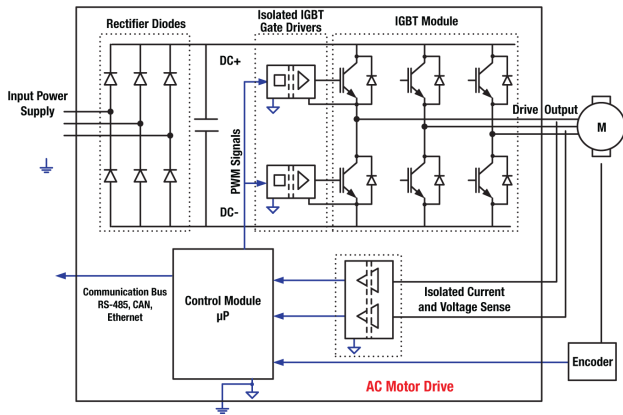 Rectifier Diodes
Isolated IGBT
Gate Drivers
IGBT Module
DC+
Input Power
Supply
Drive Output
M
PWM Signals
DC-
Communication Bus
RS-485, CAN,
Ethernet
Control Module
µP
Isolated Current
and Voltage Sense
Encoder
AC Motor Drive